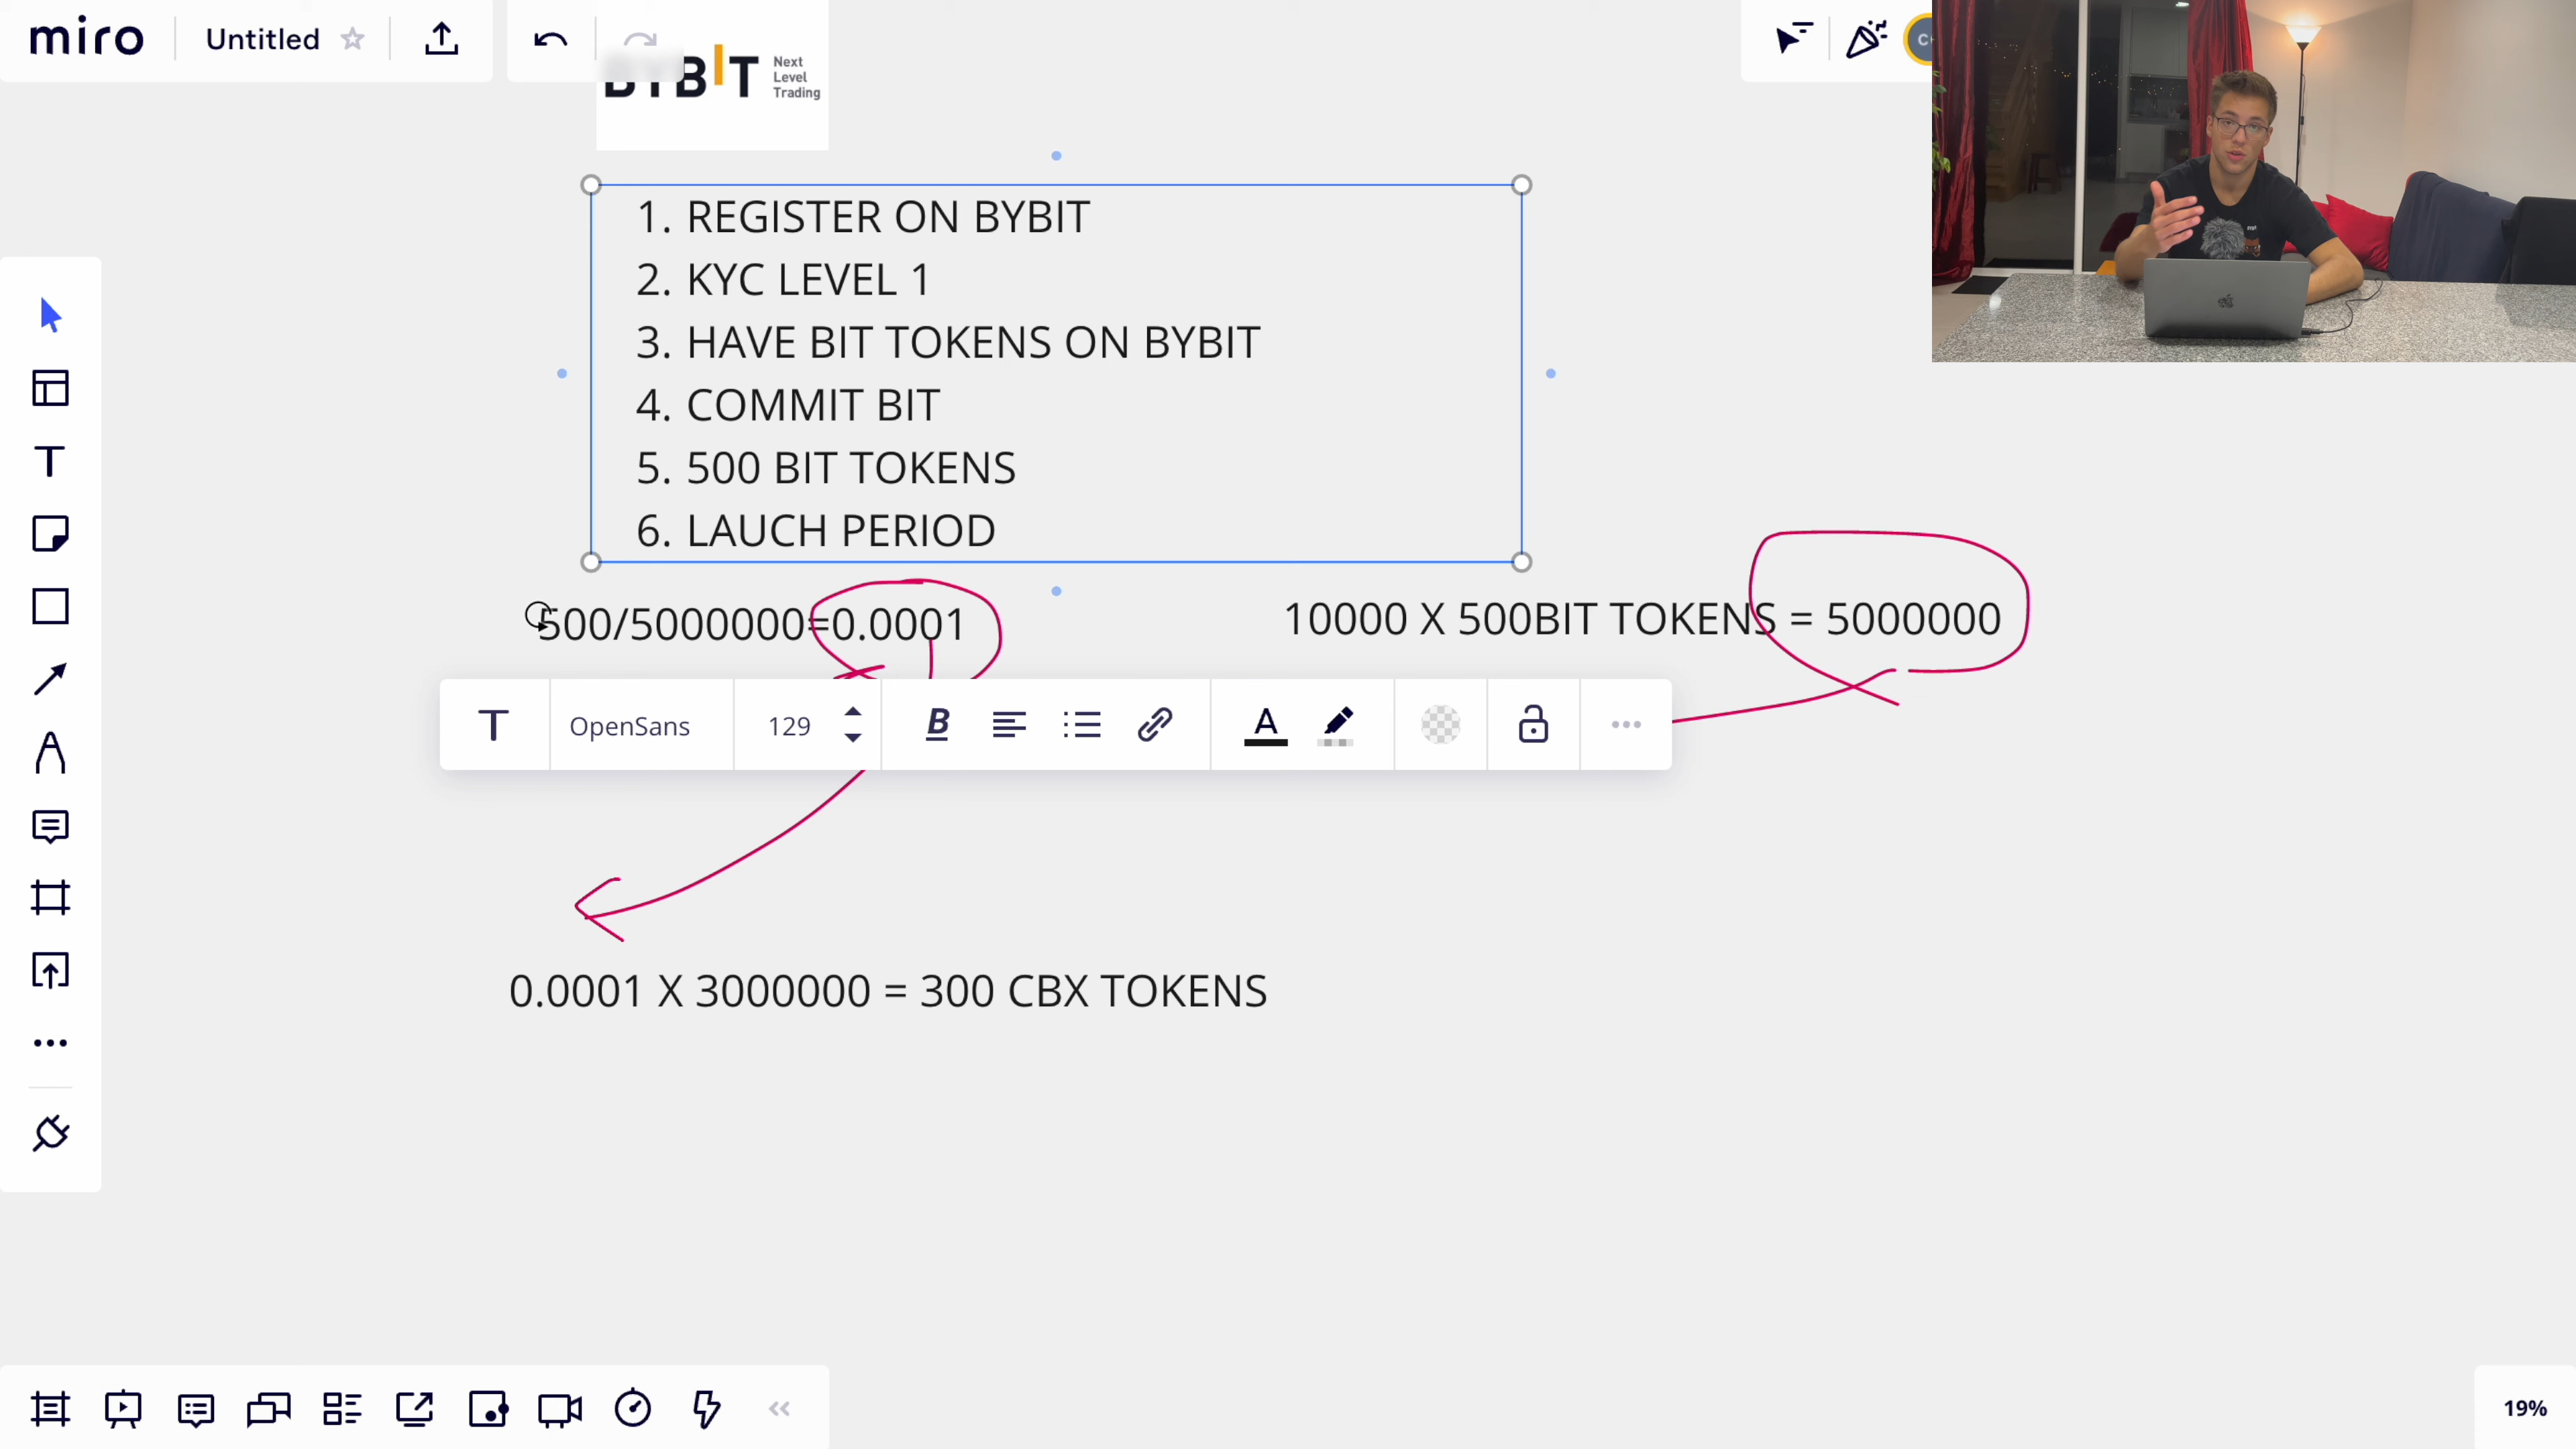 miro
Untitled
BYBIT
Next
Level
Trading
1. REGISTER ON BYBIT
2. KYC LEVEL 1
3. HAVE BIT TOKENS ON BYBIT
4. COMMIT BIT
5. 500 BIT TOKENS
6. LAUCH PERIOD
500/5000000=0.0001
10000 X 500BIT TOKENS = 5000000
T
OpenSans
129
B
A
0.0001 X 3000000 = 300 CBX TOKENS
19%